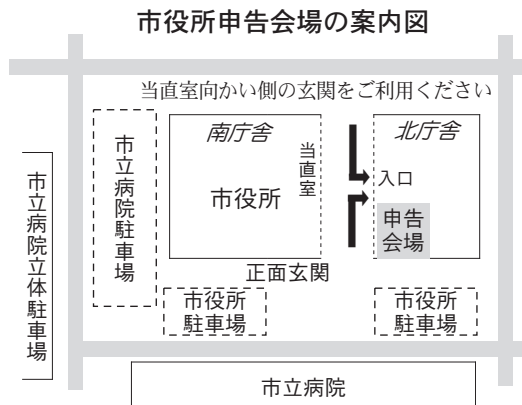 市役所申告会場の案内図
当直室向かい側の玄関をご利用ください
南庁舎
北庁舎
市立病院駐車場
当直室
市役所
入口
申告
会場
市立病院立体駐車場
正面玄関
市役所
駐車場
市役所
駐車場
市立病院